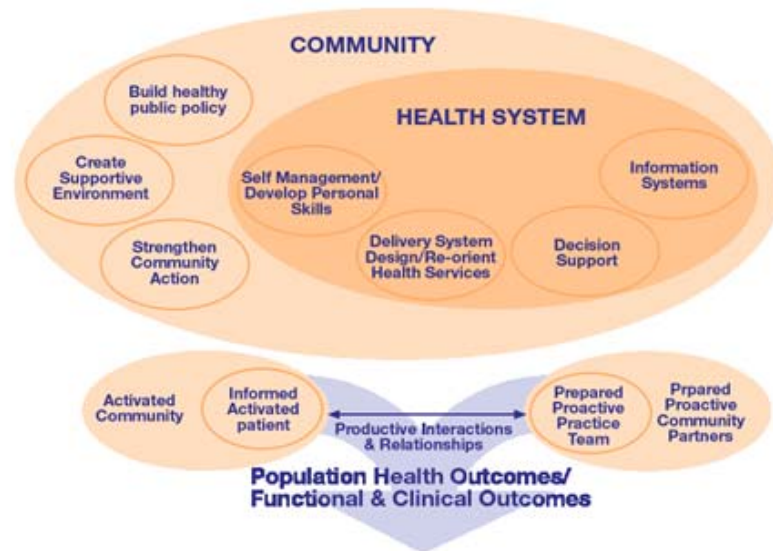 COMMUNITY
Build healthy
public policy
HEALTH SYSTEM
Create
Supportive
Environment
Self Management/
Develop Personal
Skills
Information
Systems
Strengthen
Community
Action
Delivery System
Design/Re-orient
Health Services
Decision
Support
Activated
Community
Informed
Activated
patient
Productive Interactions
& Relationships
Prepared
Proactive
Practice
Team
Prpared
Proactive
Community
Partners
Population Health Outcomes/
Functional & Clinical Outcomes